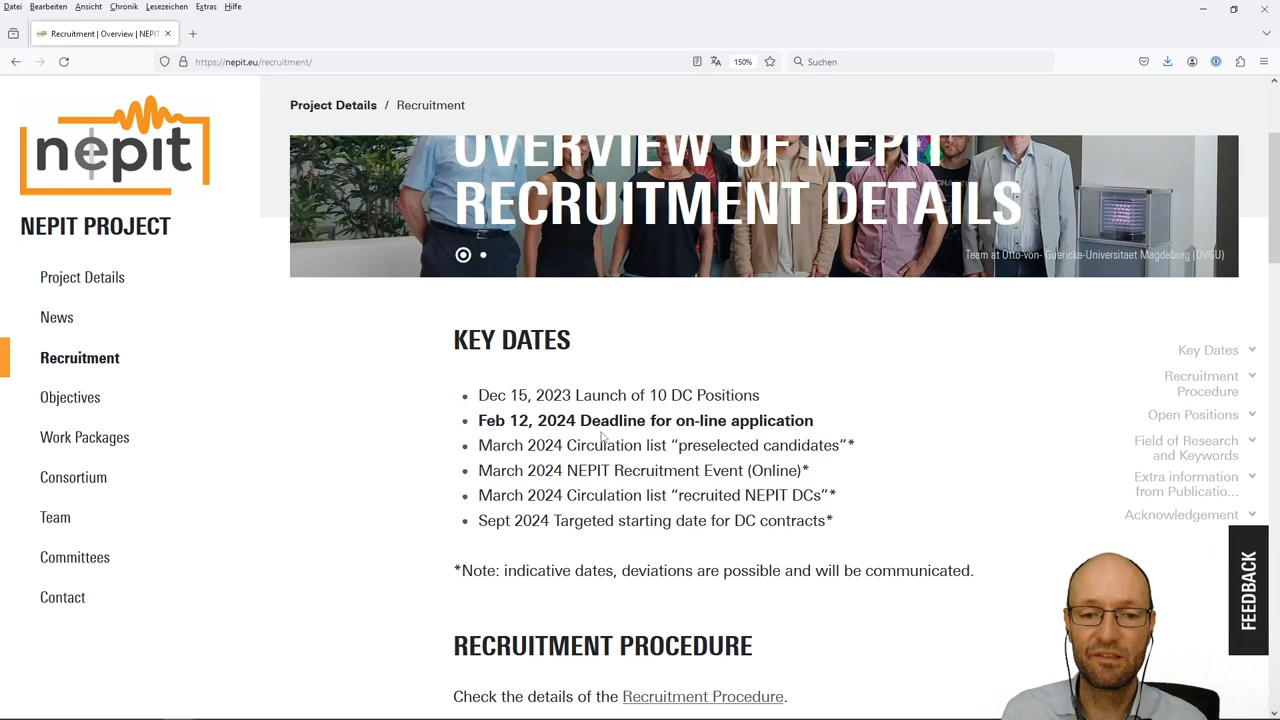 Datei Bearbeiten Ansicht Chronik Lesezeichen Extras Hilfe
Recruitment | Overview | NEPIT
https://nepit.eu/recruitment/
150%
Suchen
nepit
NEPIT PROJECT
Project Details
News
Recruitment
Objectives
Work Packages
Consortium
Team
Committees
Contact
Project Details / Recruitment
OVERVIEW OF NEPIT
RECRUITMENT DETAILS
Team at Otto-von- Guericke-Universitaet Magdeburg (OVGU)
KEY DATES
• Dec 15, 2023 Launch of 10 DC Positions
• Feb 12, 2024 Deadline for on-line application
• March 2024 Circulation list “preselected candidates”*
• March 2024 NEPIT Recruitment Event (Online)*
• March 2024 Circulation list “recruited NEPIT DCs”*
• Sept 2024 Targeted starting date for DC contracts*
*Note: indicative dates, deviations are possible and will be communicated.
RECRUITMENT PROCEDURE
Check the details of the Recruitment Procedure.
Key Dates
Recruitment
Procedure
Open Positions
Field of Research
and Keywords
Extra information
from Publicatio...
Acknowledgement
FEEDBACK